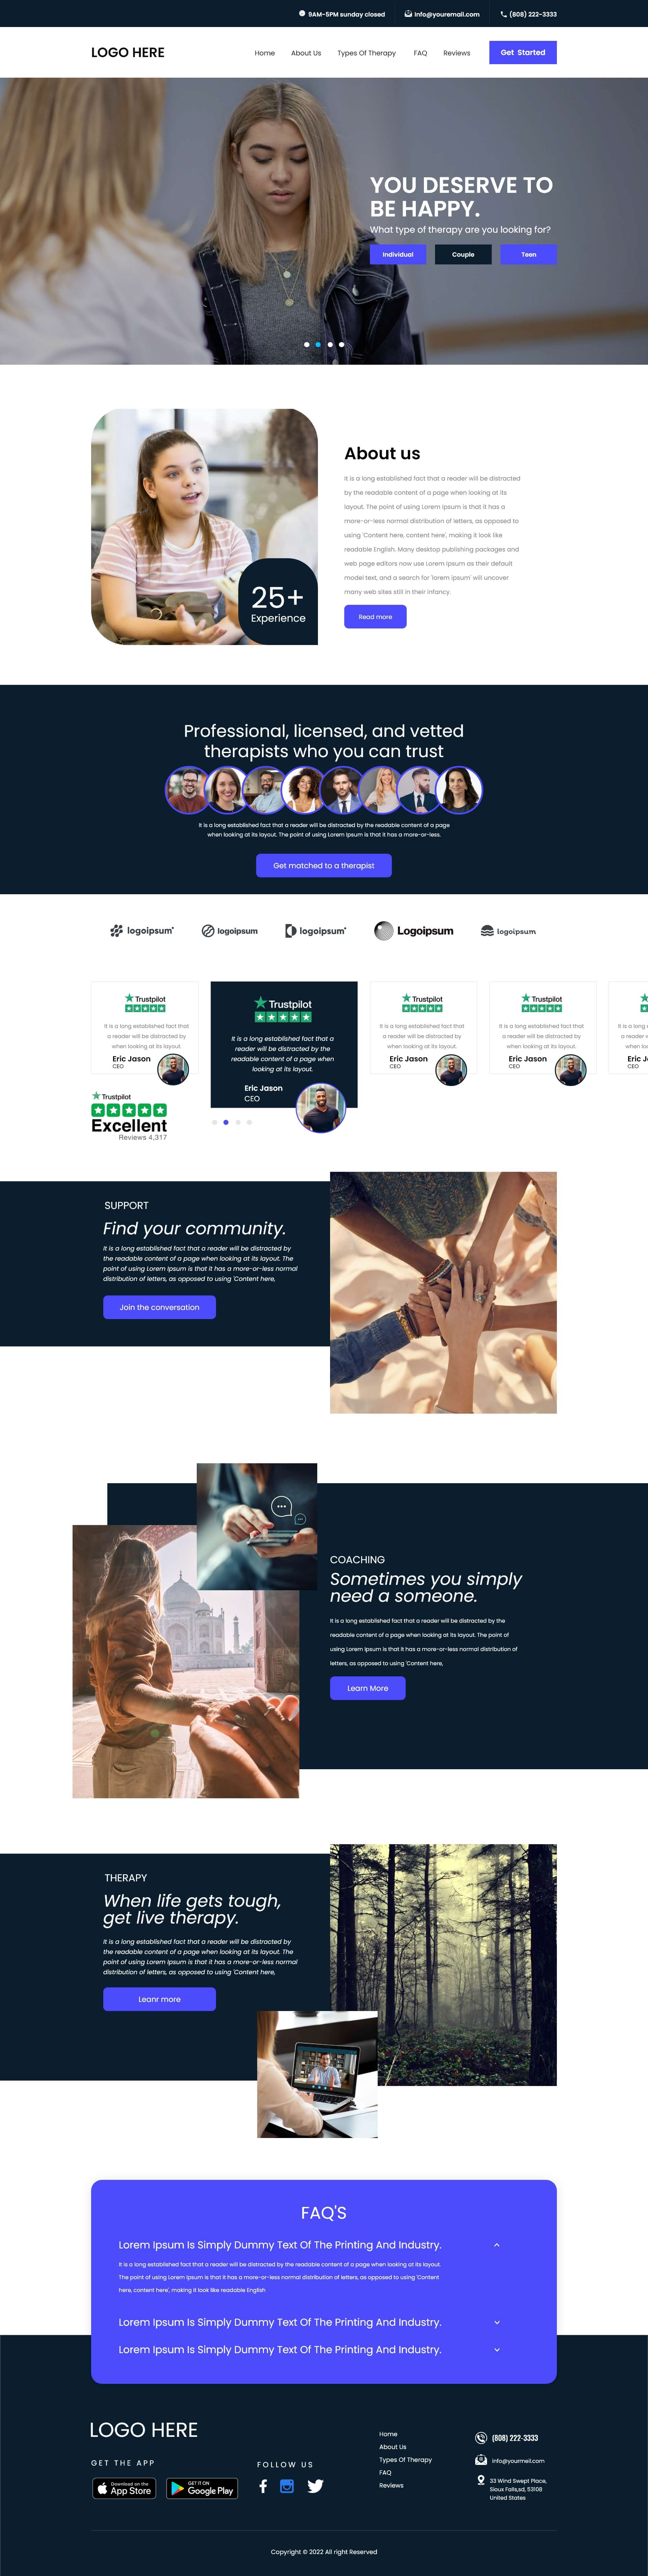 9AM-5PM sunday closed
Info@youremail.com
(808) 222-3333
LOGO HERE
Home
About Us
Types Of Therapy
FAQ
Reviews
Get Started
YOU DESERVE TO
BE HAPPY.
What type of therapy are you looking for?
Individual
Couple
Teen
25+
Experience
About us
It is a long established fact that a reader will be distracted
by the readable content of a page when looking at its
layout. The point of using Lorem Ipsum is that it has a
more-or-less normal distribution of letters, as opposed to
using 'Content here, content here', making it look like
readable English. Many desktop publishing packages and
web page editors now use Lorem Ipsum as their default
model text, and a search for 'lorem ipsum' will uncover
many web sites still in their infancy.
Read more
Professional, licensed, and vetted
therapists who you can trust
It is a long established fact that a reader will be distracted by the readable content of a page
when looking at its layout. The point of using Lorem Ipsum is that it has a more-or-less.
Get matched to a therapist
logoipsum
logoipsum
logoipsum
Logoipsum
logoipsum
Trustpilot
It is a long established fact that
a reader will be distracted by
when looking at its layout.
Eric Jason
CEO
Trustpilot
Excellent
Reviews 4,317
Trustpilot
It is a long established fact that a
reader will be distracted by the
readable content of a page when
looking at its layout.
Eric Jason
CEO
Trustpilot
It is a long established fact that
a reader will be distracted by
when looking at its layout.
Eric Jason
CEO
Trustpilot
It is a long established fact that
a reader will be distracted by
when looking at its layout.
Eric Jason
CEO
It is a long
a reader
when lo
Eric J
CEO
SUPPORT
Find your community.
It is a long established fact that a reader will be distracted by
the readable content of a page when looking at its layout. The
point of using Lorem Ipsum is that it has a more-or-less normal
distribution of letters, as opposed to using 'Content here,
Join the conversation
COACHING
Sometimes you simply
need a someone.
It is a long established fact that a reader will be distracted by the
readable content of a page when looking at its layout. The point of
using Lorem Ipsum is that it has a more-or-less normal distribution of
letters, as opposed to using 'Content here,
Learn More
THERAPY
When life gets tough,
get live therapy.
It is a long established fact that a reader will be distracted by
the readable content of a page when looking at its layout. The
point of using Lorem Ipsum is that it has a more-or-less normal
distribution of letters, as opposed to using 'Content here,
Leanr more
FAQ'S
Lorem Ipsum Is Simply Dummy Text Of The Printing And Industry.
It is a long established fact that a reader will be distracted by the readable content of a page when looking at its layout.
The point of using Lorem Ipsum is that it has a more-or-less normal distribution of letters, as opposed to using 'Content
here, content here', making it look like readable English
Lorem Ipsum Is Simply Dummy Text Of The Printing And Industry.
Lorem Ipsum Is Simply Dummy Text Of The Printing And Industry.
LOGO HERE
GET THE APP
Download on the
App Store
GET IT ON
Google Play
FOLLOW US
Home
About Us
Types Of Therapy
FAQ
Reviews
(808) 222-3333
info@yourmeil.com
33 Wind Swept Place,
Sioux Falls,sd, 53108
United States
Copyright © 2022 All right Reserved